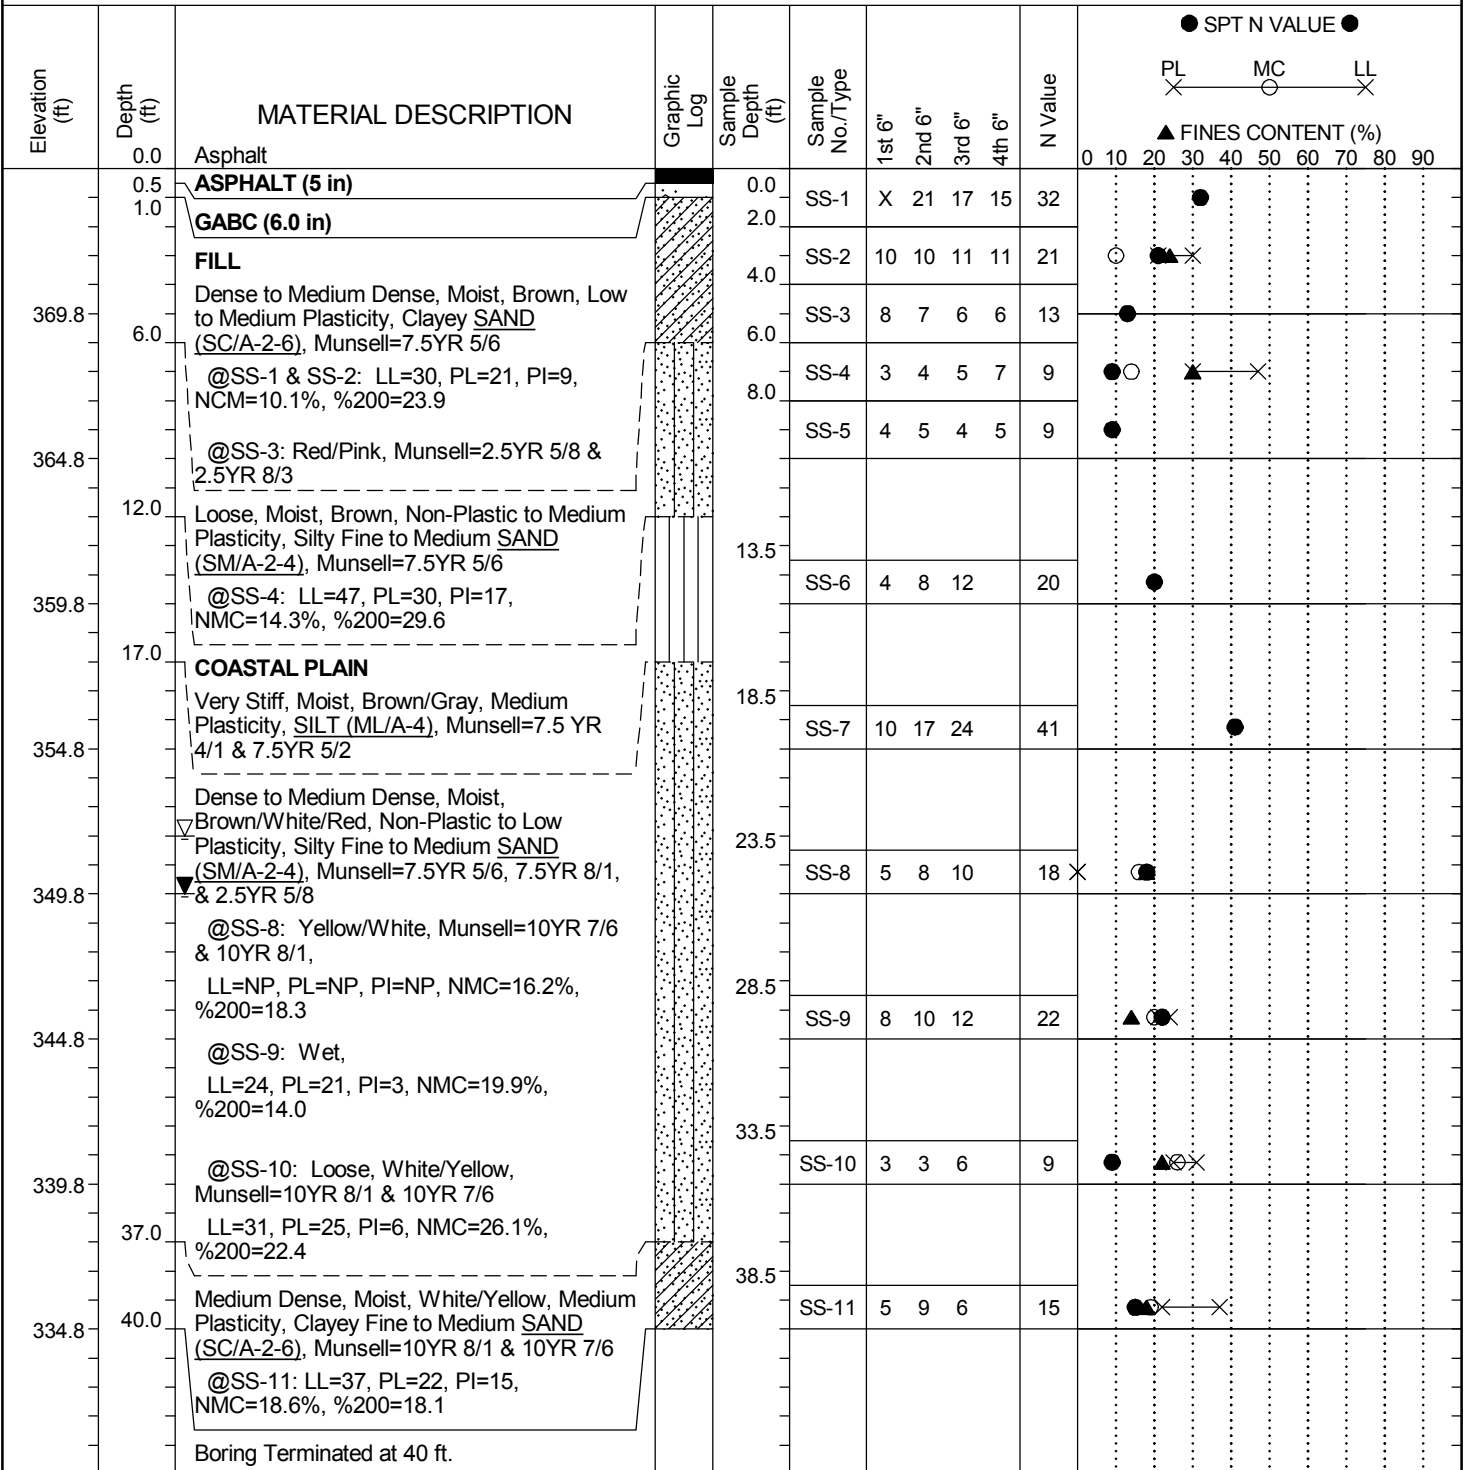 ● SPT N VALUE ●
PL MC LL
▲ FINES CONTENT (%)
0 10 20 30 40 50 60 70 80 90
Elevation (ft)
Depth (ft)
MATERIAL DESCRIPTION
Graphic Log
Sample Depth (ft)
Sample No./Type
1st 6"
2nd 6"
3rd 6"
4th 6"
N Value
0.0 Asphalt
0.5 ASPHALT (5 in)
1.0
GABC (6.0 in)
FILL
Dense to Medium Dense, Moist, Brown, Low
to Medium Plasticity, Clayey SAND
(SC/A-2-6), Munsell=7.5YR 5/6
@SS-1 & SS-2: LL=30, PL=21, PI=9,
NCM=10.1%, %200=23.9
@SS-3: Red/Pink, Munsell=2.5YR 5/8 &
2.5YR 8/3
6.0
Loose, Moist, Brown, Non-Plastic to Medium
Plasticity, Silty Fine to Medium SAND
(SM/A-2-4), Munsell=7.5YR 5/6
@SS-4: LL=47, PL=30, PI=17,
NMC=14.3%, %200=29.6
12.0
COASTAL PLAIN
Very Stiff, Moist, Brown/Gray, Medium
Plasticity, SILT (ML/A-4), Munsell=7.5 YR
4/1 & 7.5YR 5/2
17.0
Dense to Medium Dense, Moist,
Brown/White/Red, Non-Plastic to Low
Plasticity, Silty Fine to Medium SAND
(SM/A-2-4), Munsell=7.5YR 5/6, 7.5YR 8/1,
& 2.5YR 5/8
@SS-8: Yellow/White, Munsell=10YR 7/6
& 10YR 8/1,
LL=NP, PL=NP, PI=NP, NMC=16.2%,
%200=18.3
@SS-9: Wet,
LL=24, PL=21, PI=3, NMC=19.9%,
%200=14.0
@SS-10: Loose, White/Yellow,
Munsell=10YR 8/1 & 10YR 7/6
LL=31, PL=25, PI=6, NMC=26.1%,
%200=22.4
37.0
Medium Dense, Moist, White/Yellow, Medium
Plasticity, Clayey Fine to Medium SAND
(SC/A-2-6), Munsell=10YR 8/1 & 10YR 7/6
@SS-11: LL=37, PL=22, PI=15,
NMC=18.6%, %200=18.1
40.0
Boring Terminated at 40 ft.
369.8
364.8
359.8
354.8
349.8
344.8
339.8
334.8
0.0 SS-1 X 21 17 15 32
2.0
SS-2 10 10 11 11 21
4.0
SS-3 8 7 6 6 13
6.0
SS-4 3 4 5 7 9
8.0
SS-5 4 5 4 5 9
13.5
SS-6 4 8 12 20
18.5
SS-7 10 17 24 41
23.5
SS-8 5 8 10 18
28.5
SS-9 8 10 12 22
33.5
SS-10 3 3 6 9
38.5
SS-11 5 9 6 15